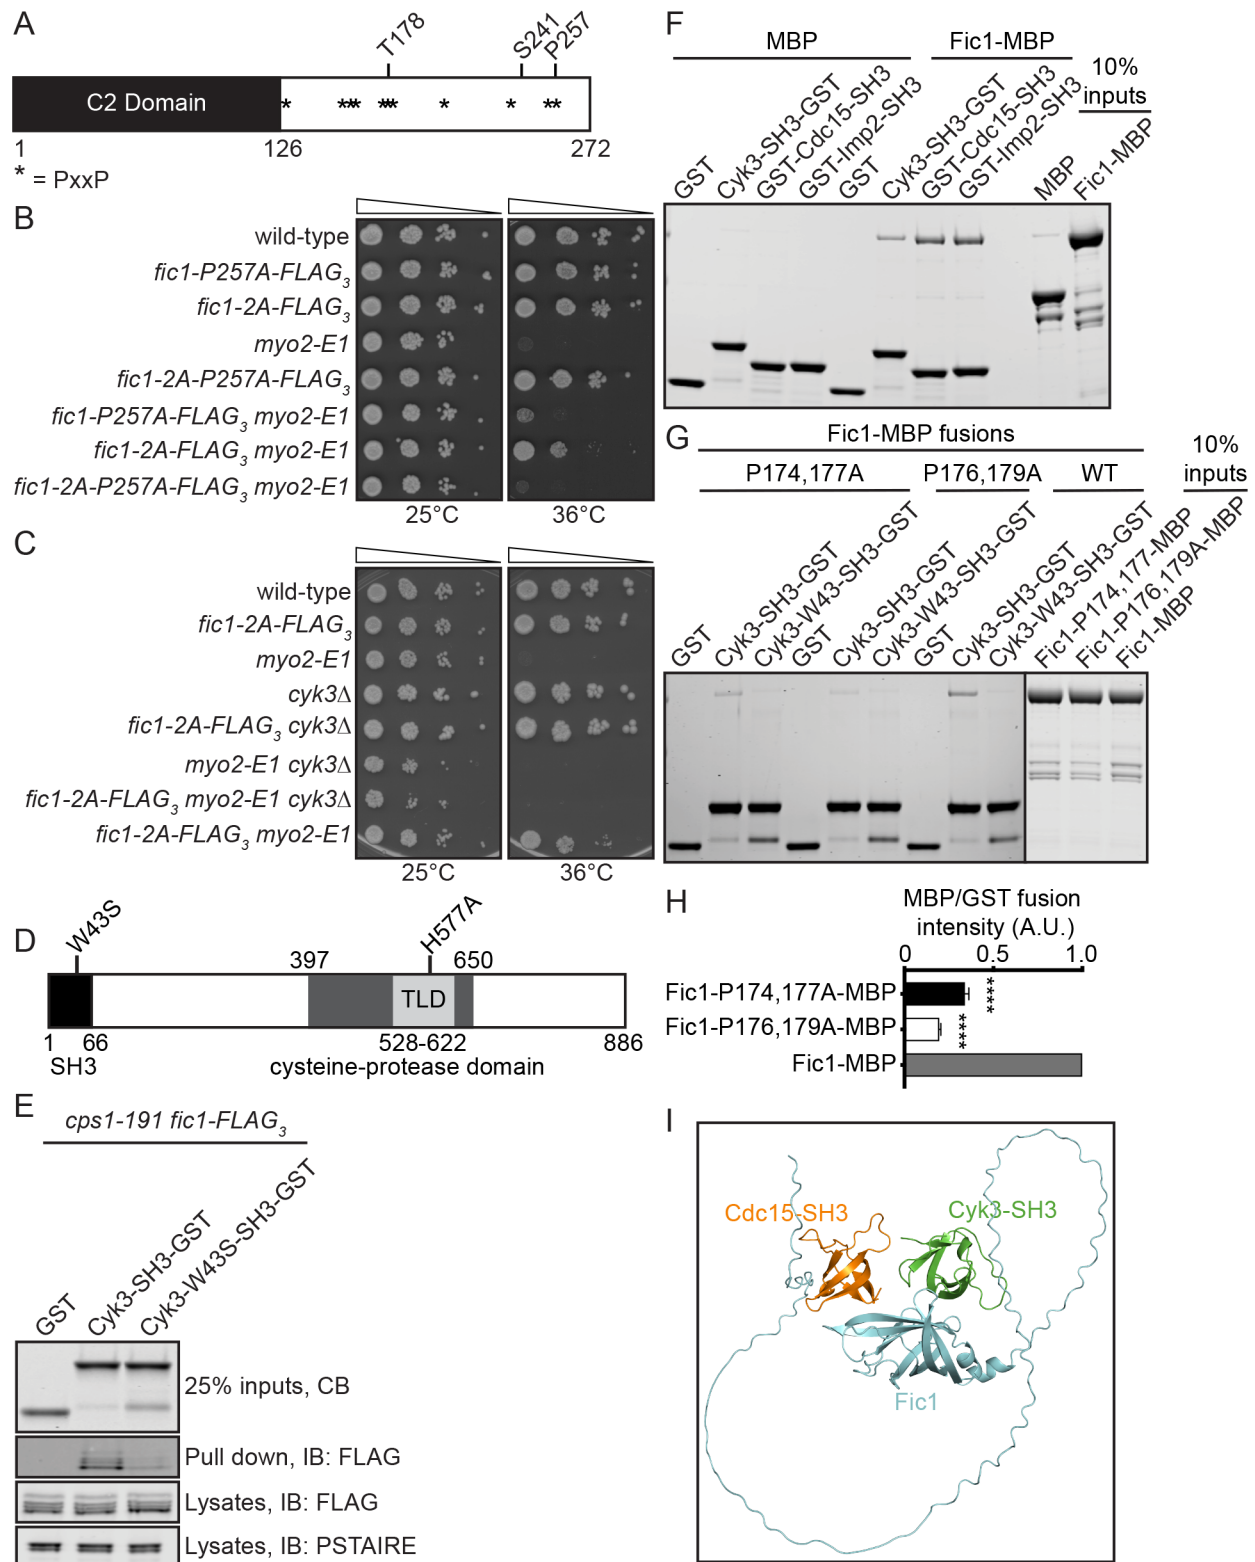 A
T178
S241
P257
C2 Domain
* *** *** * * **
1 126 272
* = PxxP
B
wild-type
fic1-P257A-FLAG3
fic1-2A-FLAG3
myo2-E1
fic1-2A-P257A-FLAG3
fic1-P257A-FLAG3 myo2-E1
fic1-2A-FLAG3 myo2-E1
fic1-2A-P257A-FLAG3 myo2-E1
25°C 36°C
C
wild-type
fic1-2A-FLAG3
myo2-E1
cyk3Δ
fic1-2A-FLAG3 cyk3Δ
myo2-E1 cyk3Δ
fic1-2A-FLAG3 myo2-E1 cyk3Δ
fic1-2A-FLAG3 myo2-E1
25°C 36°C
D
W43S
H577A
397 650
TLD
1 66 528-622 886
SH3 cysteine-protease domain
E
cps1-191 fic1-FLAG3
GST
Cyk3-SH3-GST
Cyk3-W43S-SH3-GST
25% inputs, CB
Pull down, IB: FLAG
Lysates, IB: FLAG
Lysates, IB: PSTAIRE
F
MBP Fic1-MBP
10%
inputs
GST
Cyk3-SH3-GST
GST-Cdc15-SH3
GST-Imp2-SH3
GST
Cyk3-SH3-GST
GST-Cdc15-SH3
GST-Imp2-SH3
MBP
Fic1-MBP
G
Fic1-MBP fusions
10%
inputs
P174,177A P176,179A WT
GST
Cyk3-SH3-GST
Cyk3-W43-SH3-GST
GST
Cyk3-SH3-GST
Cyk3-W43-SH3-GST
GST
Cyk3-SH3-GST
Cyk3-W43-SH3-GST
Fic1-P174,177-MBP
Fic1-P176,179A-MBP
Fic1-MBP
H
MBP/GST fusion
intensity (A.U.)
0 0.5 1.0
Fic1-P174,177A-MBP ****
Fic1-P176,179A-MBP ****
Fic1-MBP
I
Cdc15-SH3 Cyk3-SH3
Fic1